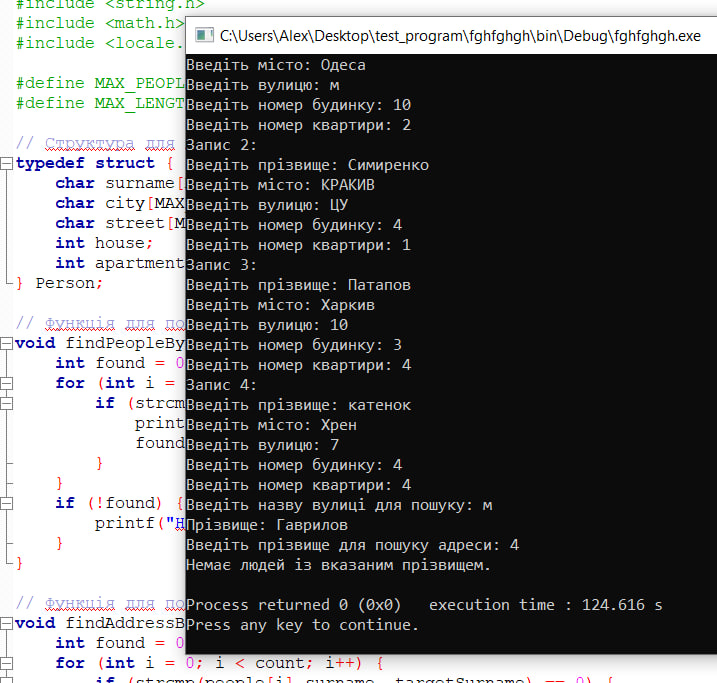 #include <string.h>
#include <math.h>
#include <locale.
#define MAX_PEOPL
#define MAX_LENGT
// Структура для
typedef struct {
char surname[
char city[MAX
char street[M
int house;
int apartment
} Person;
// Функція для по
void findPeopleBy
int found = 0
for (int i =
if (strcm
print
found
}
}
if (!found) {
printf("Н
}
}
// Функція для по
void findAddressB
int found = 0
for (int i = 0; i < count; i++) {
if (strcmp(people[i].surname, targetSurname) == 0) {
C:\Users\Alex\Desktop\test_program\fghfghgh\bin\Debug\fghfghgh.exe
Введіть місто: Одеса
Введіть вулицю: м
Введіть номер будинку: 10
Введіть номер квартири: 2
Запис 2:
Введіть прізвище: Симиренко
Введіть місто: КРАКИВ
Введіть вулицю: ЦУ
Введіть номер будинку: 4
Введіть номер квартири: 1
Запис 3:
Введіть прізвище: Патапов
Введіть місто: Харкив
Введіть вулицю: 10
Введіть номер будинку: 3
Введіть номер квартири: 4
Запис 4:
Введіть прізвище: катенок
Введіть місто: Хрен
Введіть вулицю: 7
Введіть номер будинку: 4
Введіть номер квартири: 4
Введіть назву вулиці для пошуку: м
Прізвище: Гаврилов
Введіть прізвище для пошуку адреси: 4
Немає людей із вказаним прізвищем.
Process returned 0 (0x0)   execution time : 124.616 s
Press any key to continue.